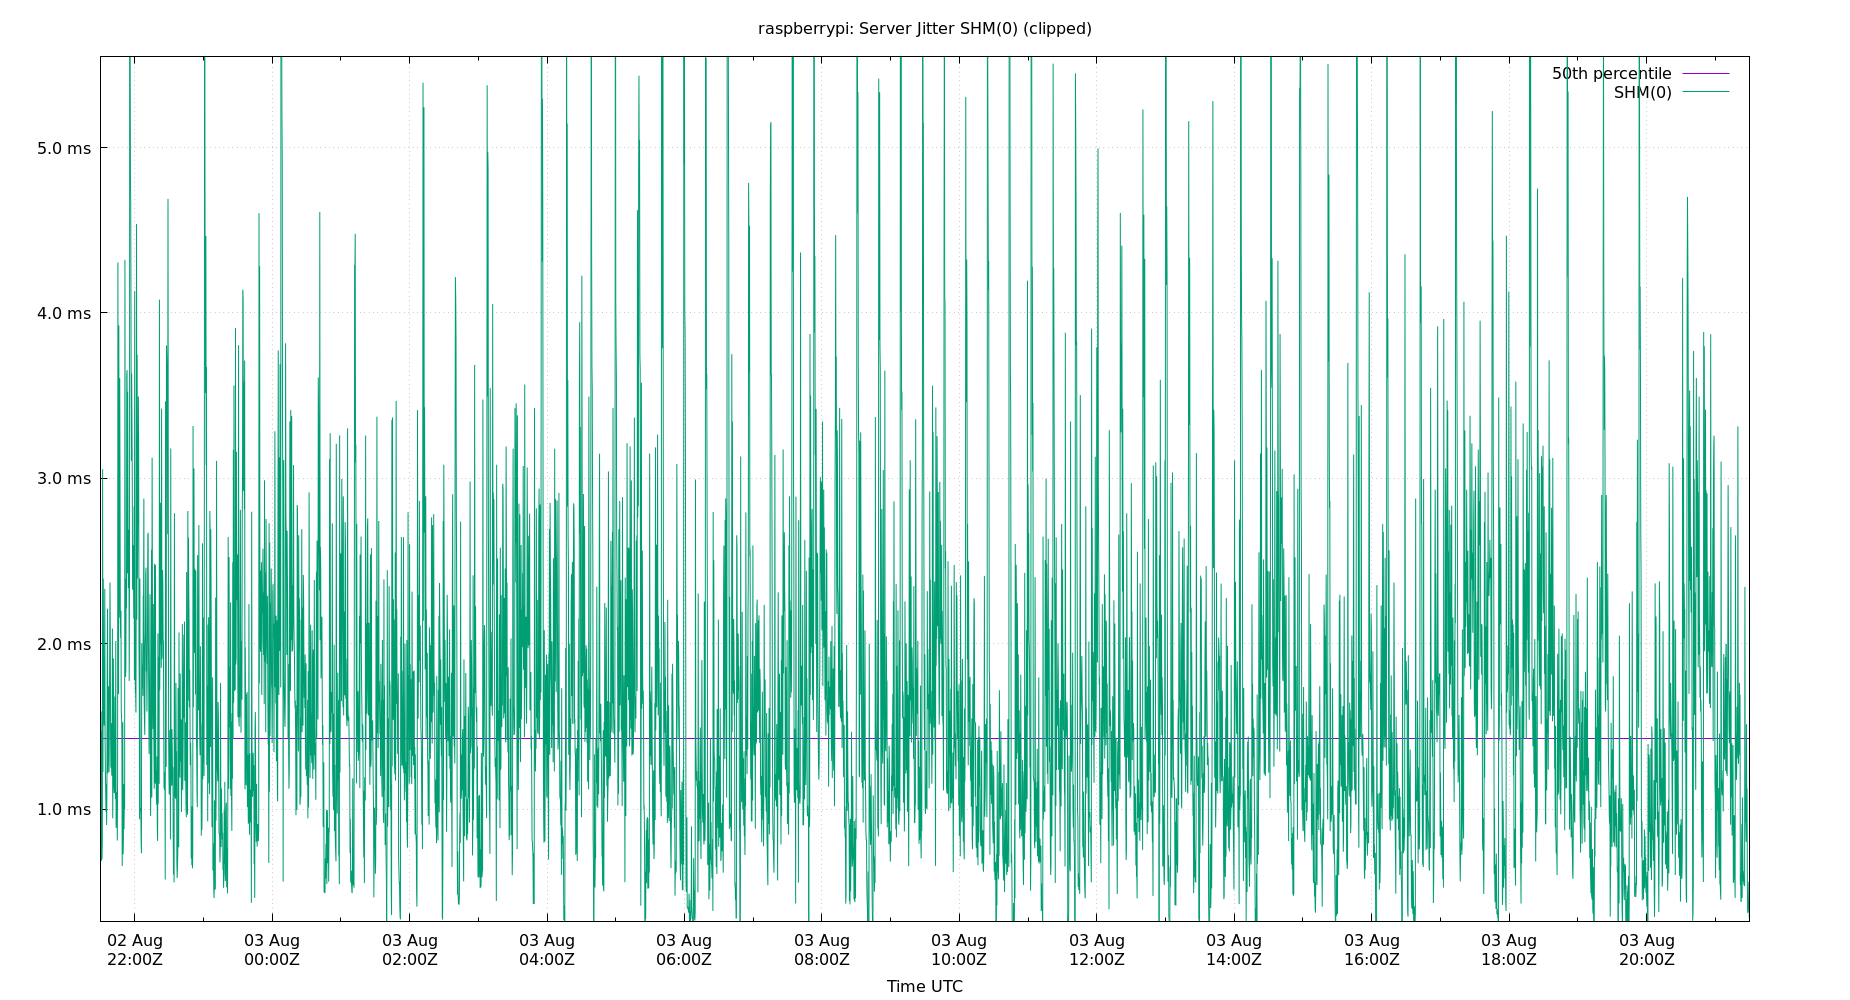 raspberrypi: Server Jitter SHM(0) (clipped)
50th percentile
SHM(0)
5.0 ms
4.0 ms
3.0 ms
2.0 ms
1.0 ms
02 Aug 03 Aug 03 Aug 03 Aug 03 Aug 03 Aug 03 Aug 03 Aug 03 Aug 03 Aug 03 Aug 03 Aug
22:00Z 00:00Z 02:00Z 04:00Z 06:00Z 08:00Z 10:00Z 12:00Z 14:00Z 16:00Z 18:00Z 20:00Z
Time UTC